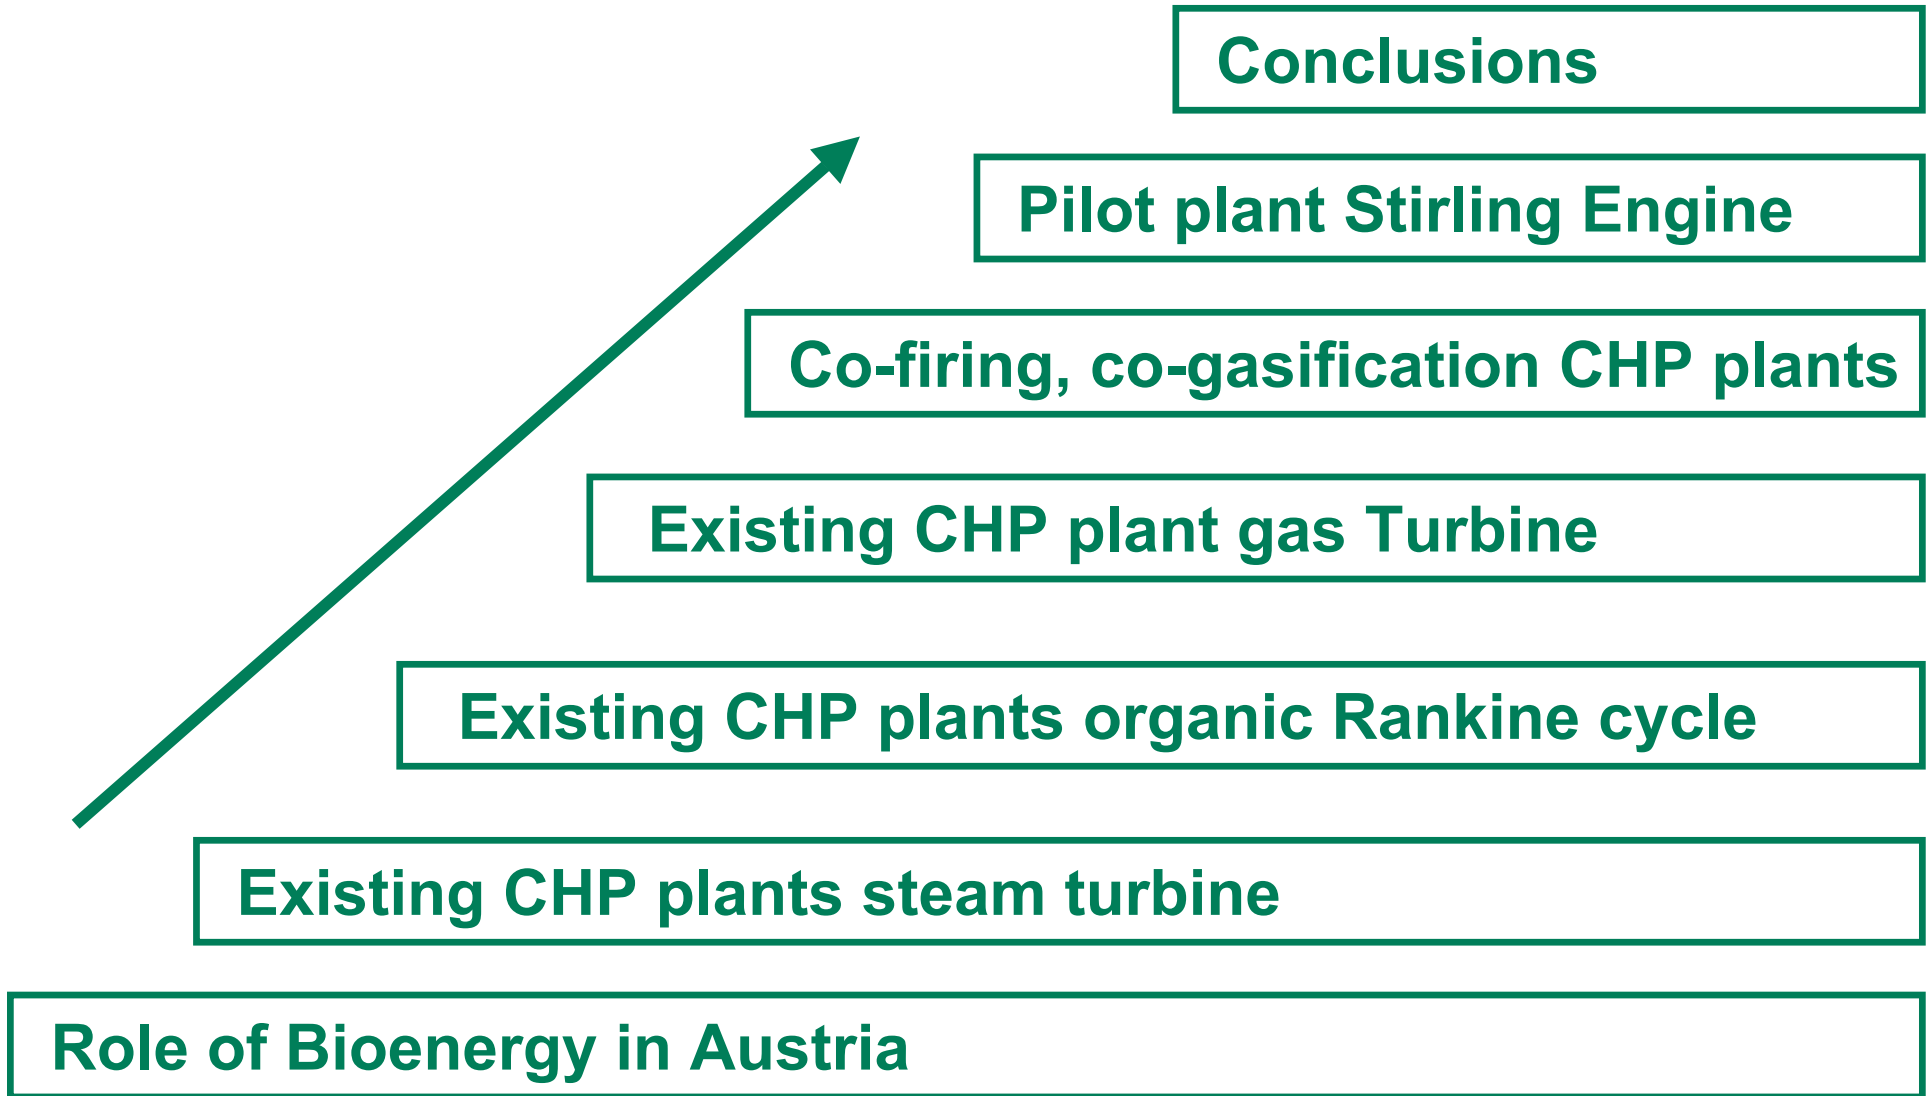 Conclusions
Pilot plant Stirling Engine
Co-firing, co-gasification CHP plants
Existing CHP plant gas Turbine
Existing CHP plants organic Rankine cycle
Existing CHP plants steam turbine
Role of Bioenergy in Austria